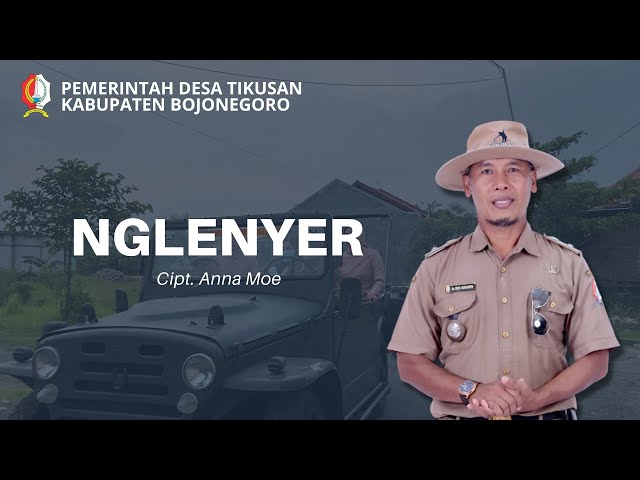 PEMERINTAH DESA TIKUSAN
KABUPATEN BOJONEGORO
NGLENYER
Cipt. Anna Moe